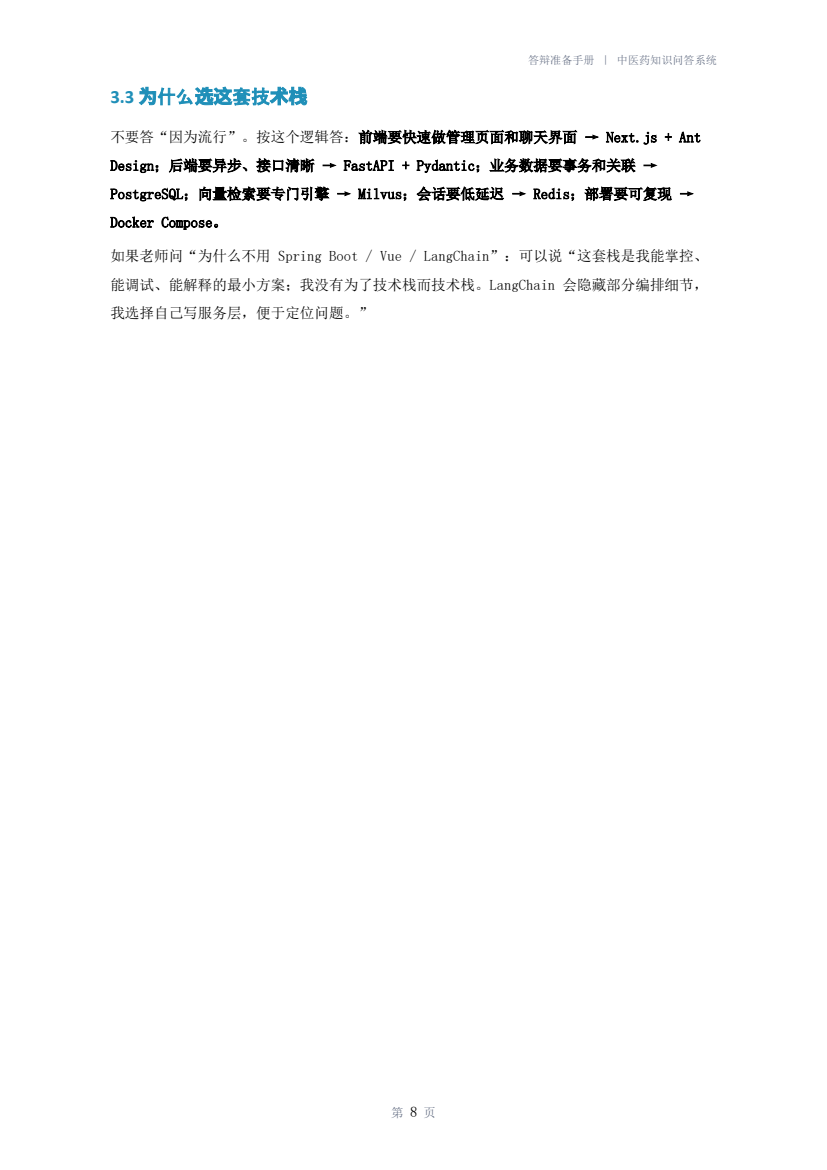 答辩准备手册 | 中医药知识问答系统
3.3 为什么选这套技术栈
不要答“因为流行”。按这个逻辑答：前端要快速做管理页面和聊天界面 → Next.js + Ant
Design；后端要异步、接口清晰 → FastAPI + Pydantic；业务数据要事务和关联 →
PostgreSQL；向量检索要专门引擎 → Milvus；会话要低延迟 → Redis；部署要可复现 →
Docker Compose。
如果老师问“为什么不用 Spring Boot / Vue / LangChain”：可以说“这套栈是我能掌控、
能调试、能解释的最小方案；我没有为了技术栈而技术栈。LangChain 会隐藏部分编排细节，
我选择自己写服务层，便于定位问题。”
第 8 页